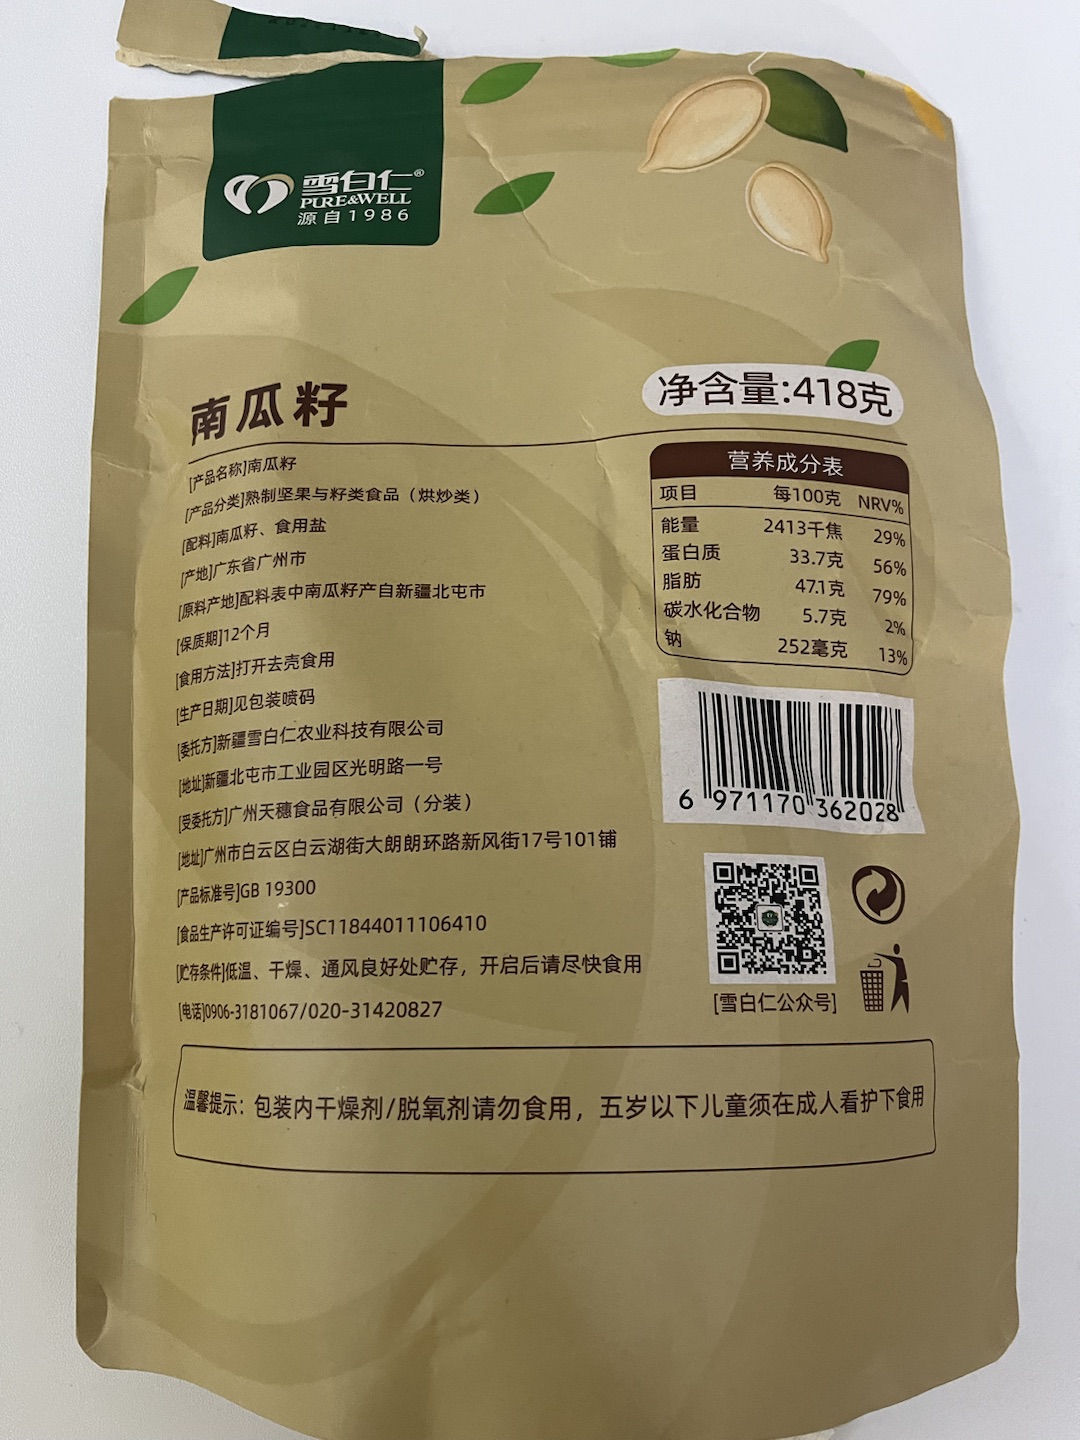 雪白仁®
PURE&WELL
源自1986
南瓜籽
净含量:418克
[产品名称]南瓜籽
[产品分类]熟制坚果与籽类食品（烘炒类）
[配料]南瓜籽、食用盐
[产地]广东省广州市
[原料产地]配料表中南瓜籽产自新疆北屯市
[保质期]12个月
[食用方法]打开去壳食用
[生产日期]见包装喷码
[委托方]新疆雪白仁农业科技有限公司
[地址]新疆北屯市工业园区光明路一号
[受委托方]广州天穗食品有限公司（分装）
[地址]广州市白云区白云湖街大朗朗环路新风街17号101铺
[产品标准号]GB 19300
[食品生产许可证编号]SC11844011106410
[贮存条件]低温、干燥、通风良好处贮存，开启后请尽快食用
[电话]0906-3181067/020-31420827
营养成分表
项目 每100克 NRV%
能量 2413千焦 29%
蛋白质 33.7克 56%
脂肪 47.1克 79%
碳水化合物 5.7克 2%
钠 252毫克 13%
6 971170 362028
[雪白仁公众号]
温馨提示：包装内干燥剂/脱氧剂请勿食用，五岁以下儿童须在成人看护下食用